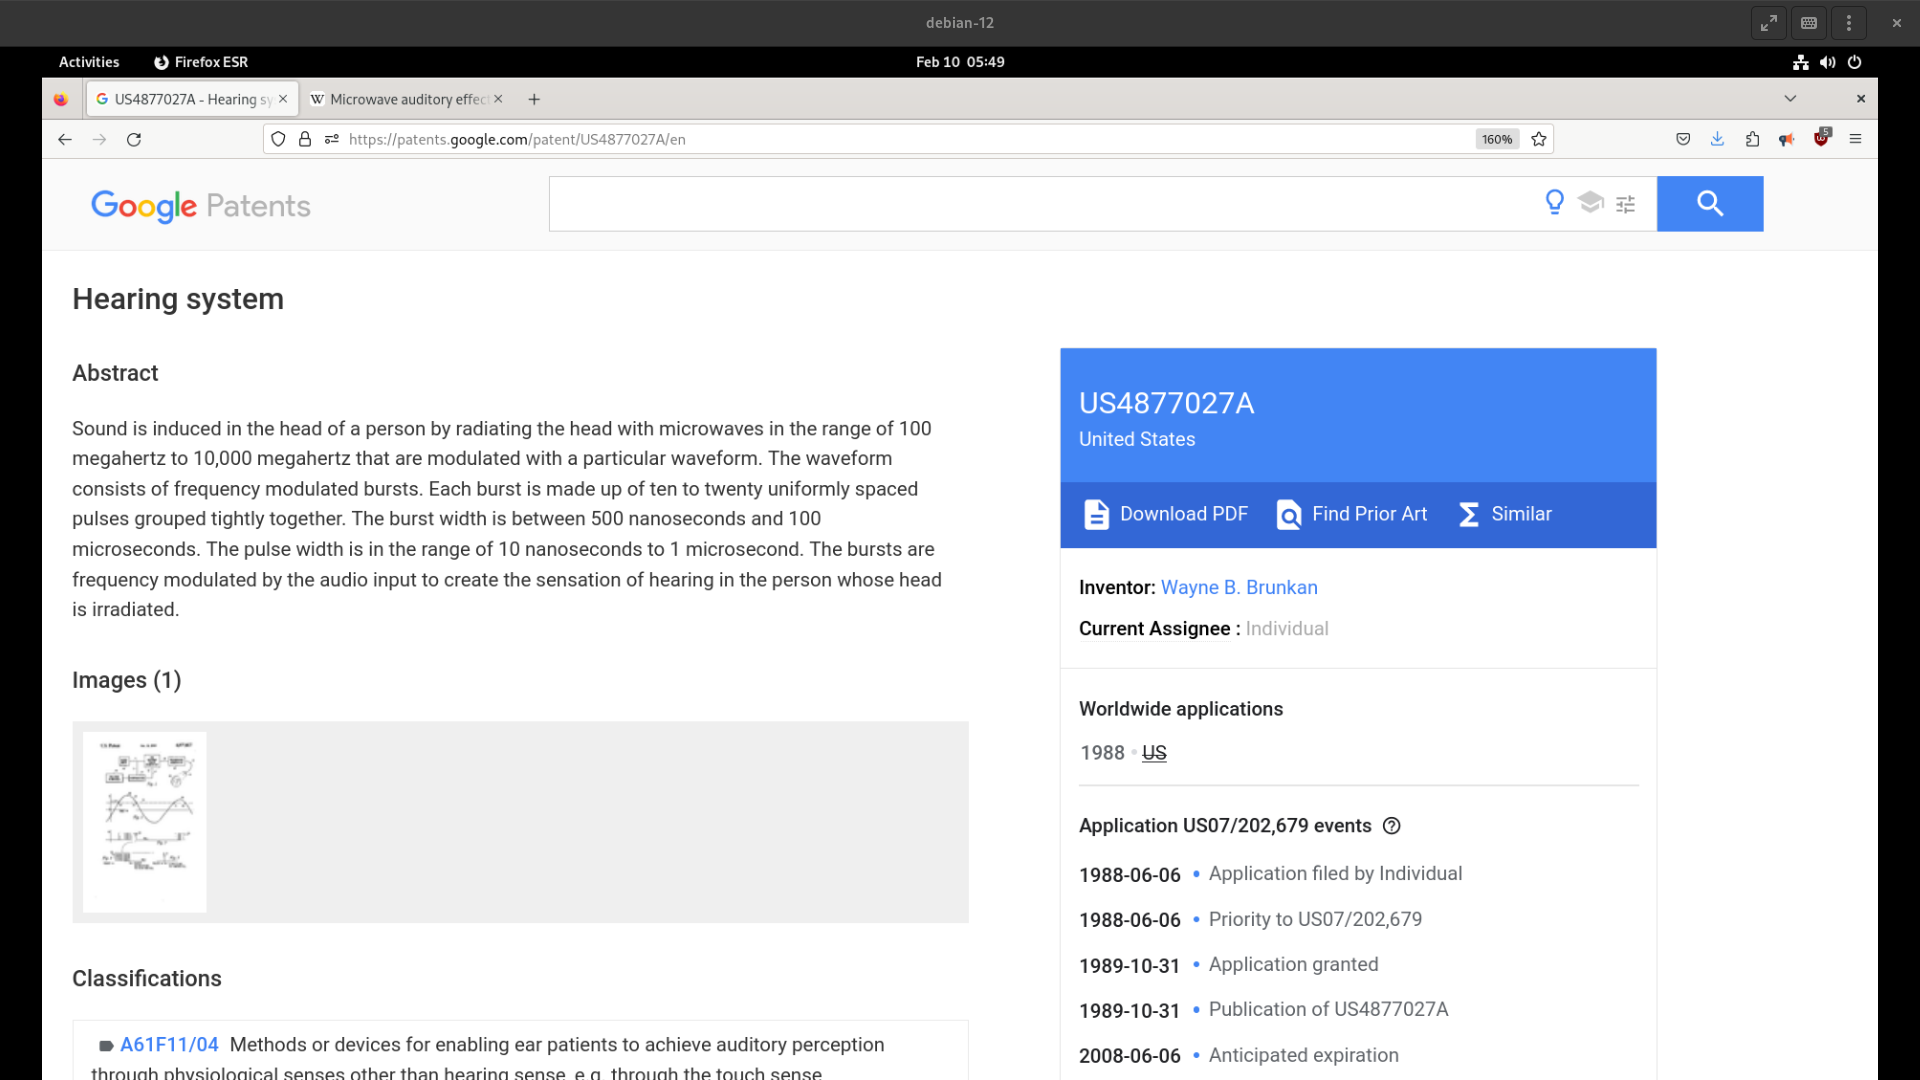 debian-12
Activities
Firefox ESR
Feb 10 05:49
US4877027A - Hearing sy
Microwave auditory effec
https://patents.google.com/patent/US4877027A/en
160%
5
Google Patents
Hearing system
Abstract
Sound is induced in the head of a person by radiating the head with microwaves in the range of 100
megahertz to 10,000 megahertz that are modulated with a particular waveform. The waveform
consists of frequency modulated bursts. Each burst is made up of ten to twenty uniformly spaced
pulses grouped tightly together. The burst width is between 500 nanoseconds and 100
microseconds. The pulse width is in the range of 10 nanoseconds to 1 microsecond. The bursts are
frequency modulated by the audio input to create the sensation of hearing in the person whose head
is irradiated.
Images (1)
Classifications
A61F11/04 Methods or devices for enabling ear patients to achieve auditory perception
through physiological senses other than hearing sense, e.g. through the touch sense
US4877027A
United States
Download PDF
Find Prior Art
Similar
Inventor: Wayne B. Brunkan
Current Assignee : Individual
Worldwide applications
1988 • US
Application US07/202,679 events
1988-06-06 • Application filed by Individual
1988-06-06 • Priority to US07/202,679
1989-10-31 • Application granted
1989-10-31 • Publication of US4877027A
2008-06-06 • Anticipated expiration